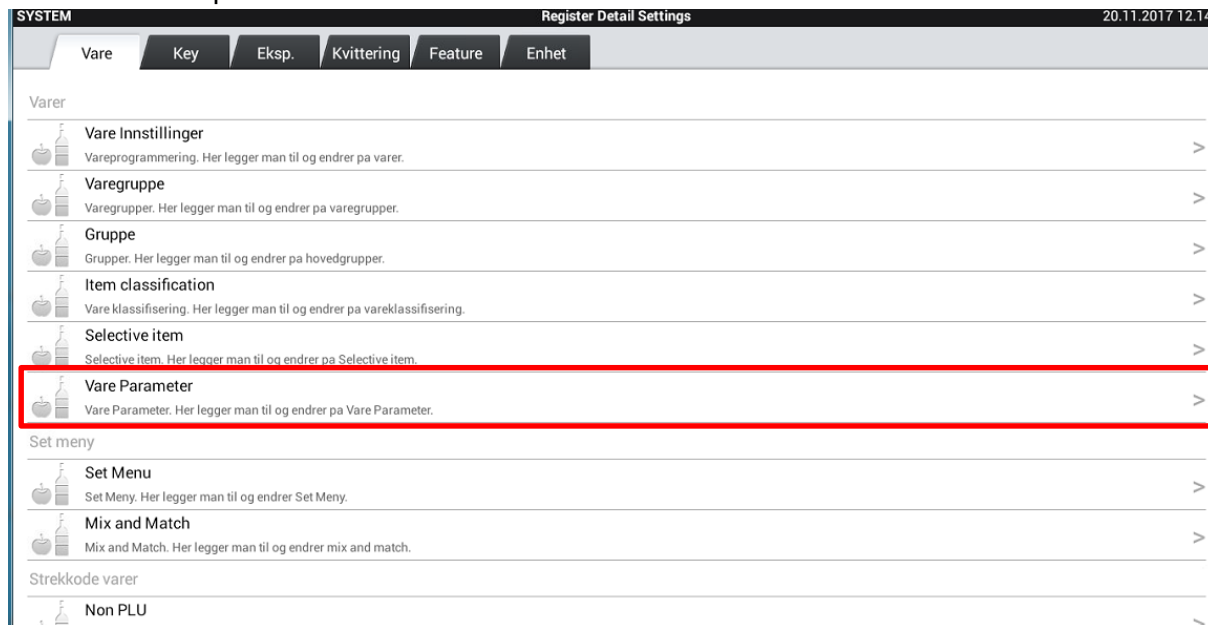 SYSTEM Register Detail Settings 20.11.2017 12.14
Vare Key Eksp. Kvittering Feature Enhet
Varer
Vare Innstillinger
Vareprogrammering. Her legger man til og endrer pa varer.
Varegruppe
Varegrupper. Her legger man til og endrer pa varegrupper.
Gruppe
Grupper. Her legger man til og endrer pa hovedgrupper.
Item classification
Vare klassifisering. Her legger man til og endrer pa vareklassifisering.
Selective item
Selective item. Her legger man til og endrer pa Selective item.
Vare Parameter
Vare Parameter. Her legger man til og endrer pa Vare Parameter.
Set meny
Set Menu
Set Meny. Her legger man til og endrer Set Meny.
Mix and Match
Mix and Match. Her legger man til og endrer mix and match.
Strekkode varer
Non PLU